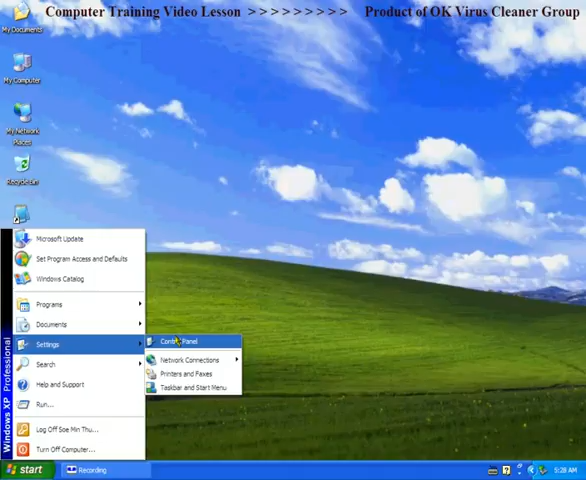 Computer Training Video Lesson > > > > > > > > > Product of OK Virus Cleaner Group
My Documents
My Computer
My Network
Places
Recycle Bin
Microsoft Update
Set Program Access and Defaults
Windows Catalog
Programs
Documents
Settings
Search
Help and Support
Run...
Log Off Soe Min Thu...
Turn Off Computer...
Windows XP Professional
Control Panel
Network Connections
Printers and Faxes
Taskbar and Start Menu
start
Recording
5:28 AM